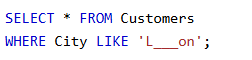 SELECT * FROM Customers
WHERE City LIKE 'L___on';